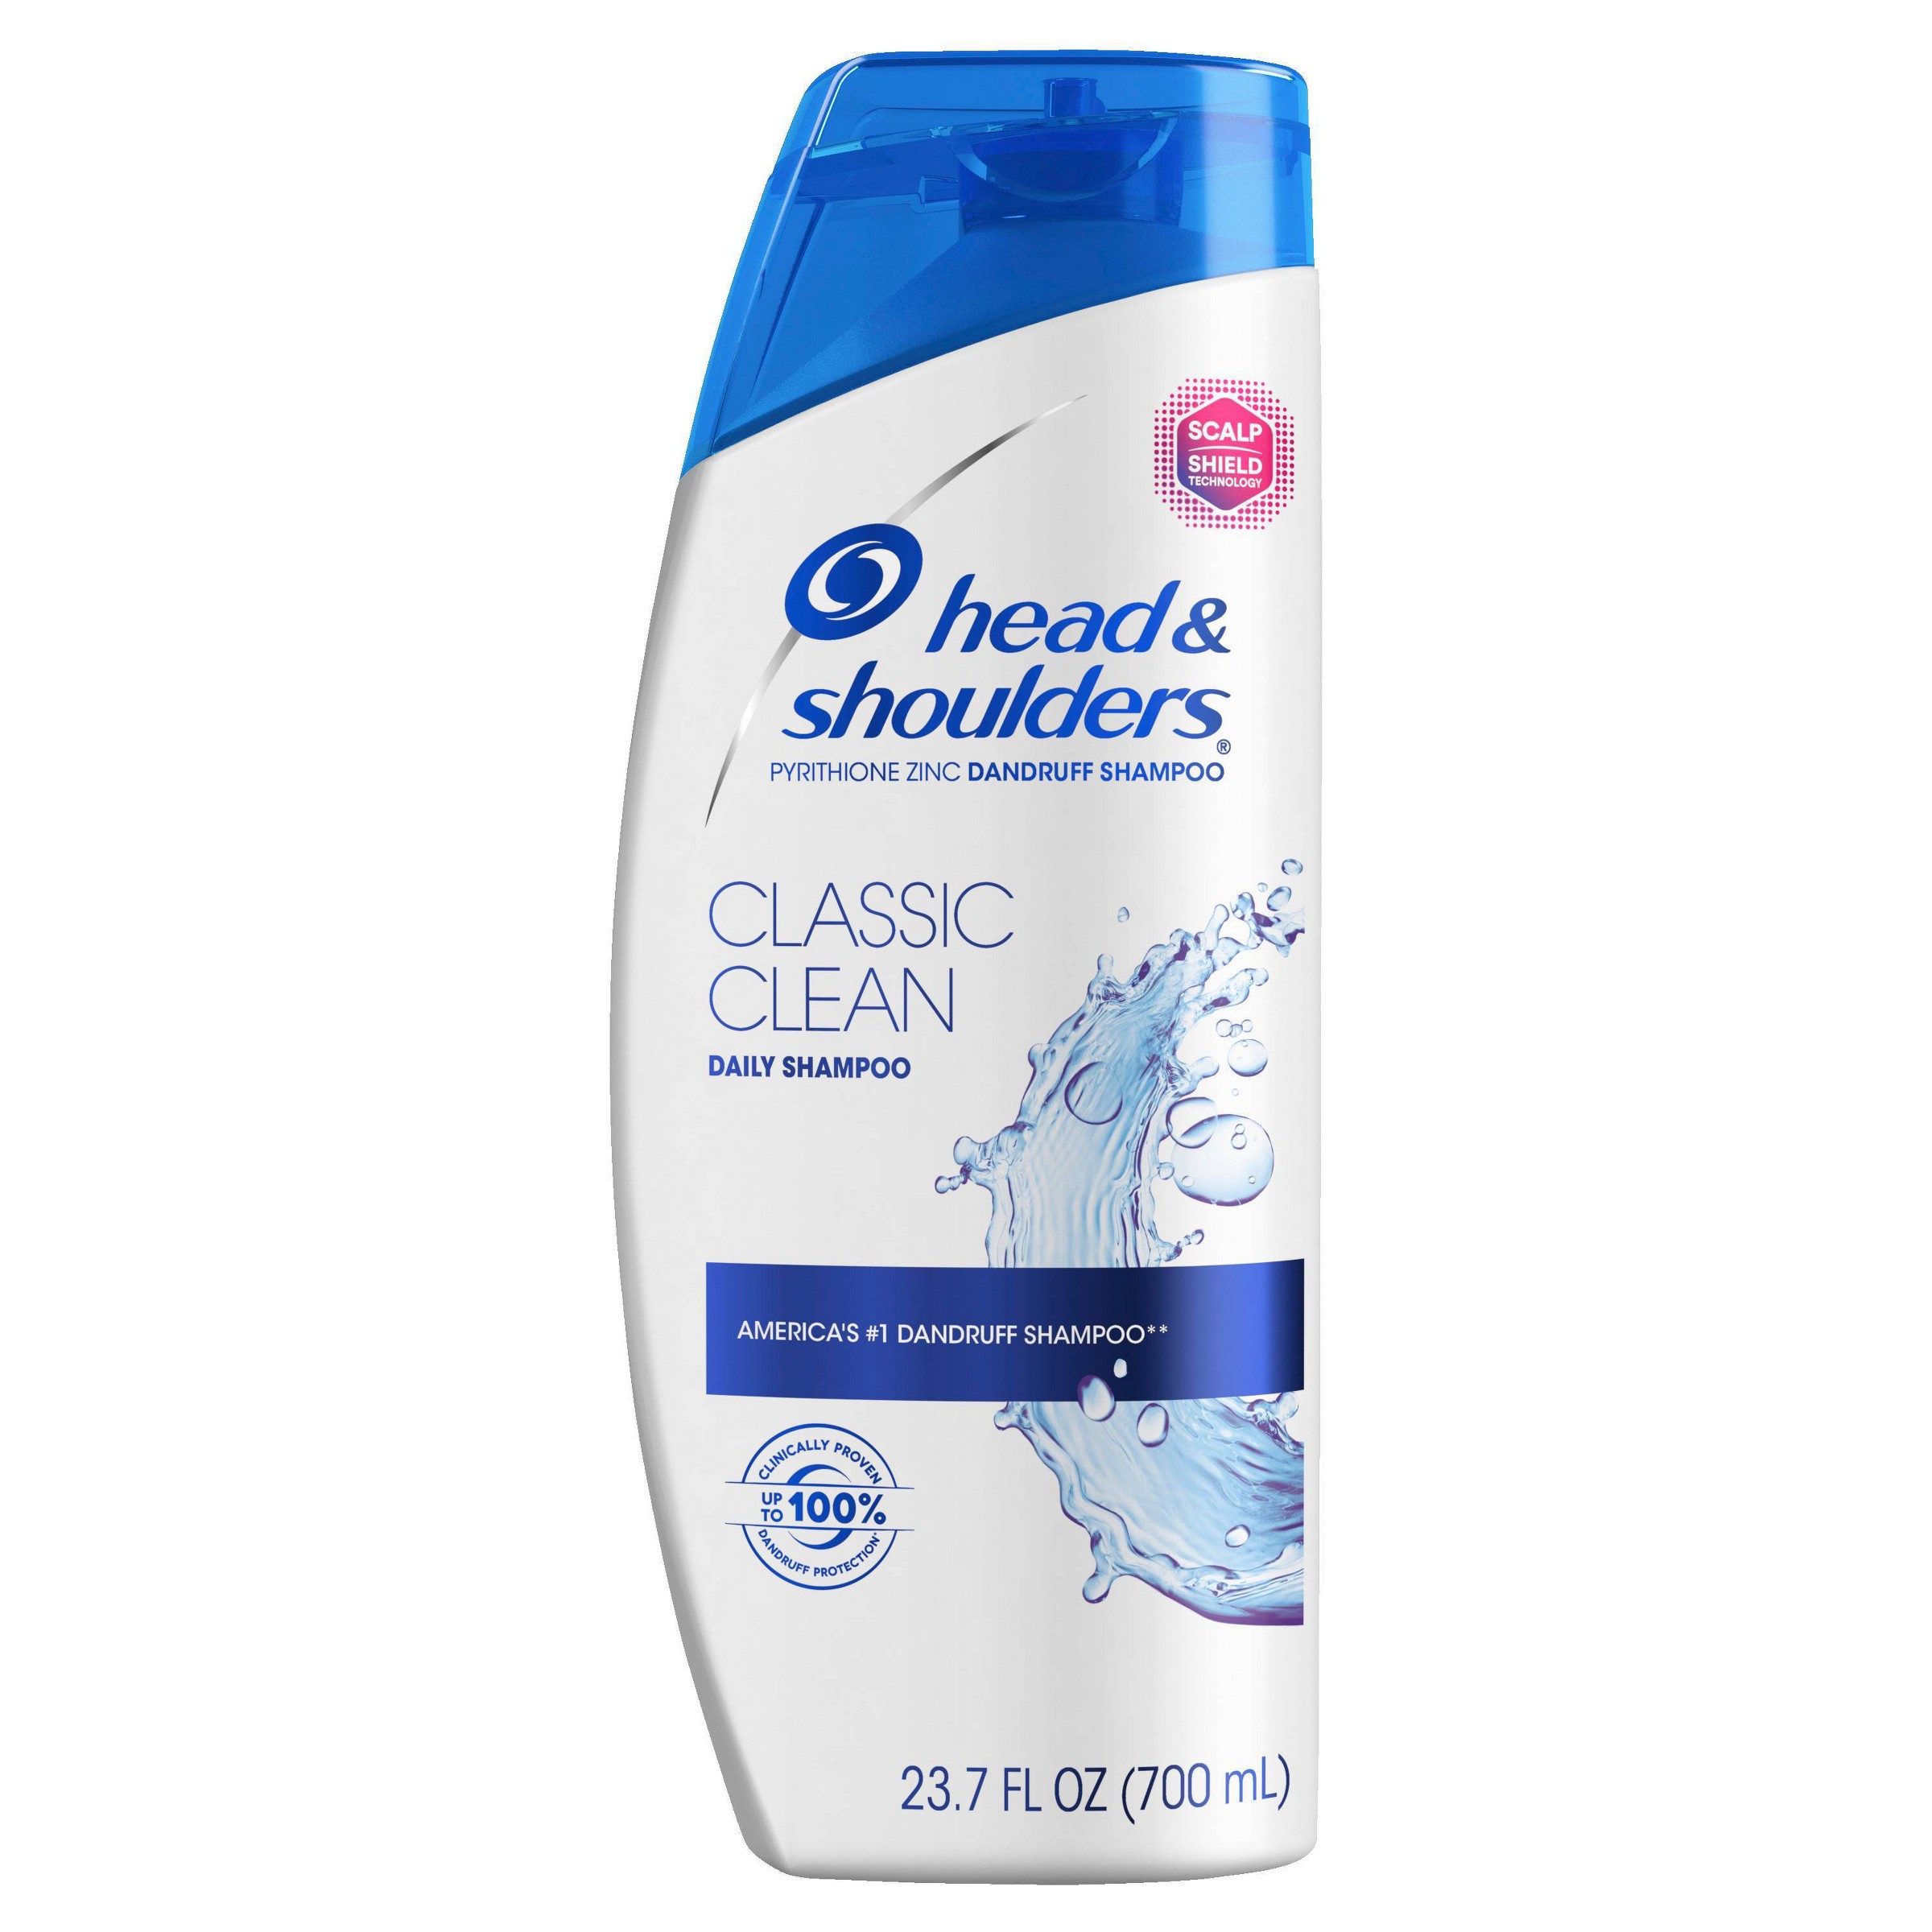 SCALP
SHIELD
TECHNOLOGY
head &
shoulders®
PYRITHIONE ZINC DANDRUFF SHAMPOO
CLASSIC
CLEAN
DAILY SHAMPOO
AMERICA'S #1 DANDRUFF SHAMPOO**
CLINICALLY PROVEN
UP
TO 100%
DANDRUFF PROTECTION*
23.7 FL OZ (700 mL)